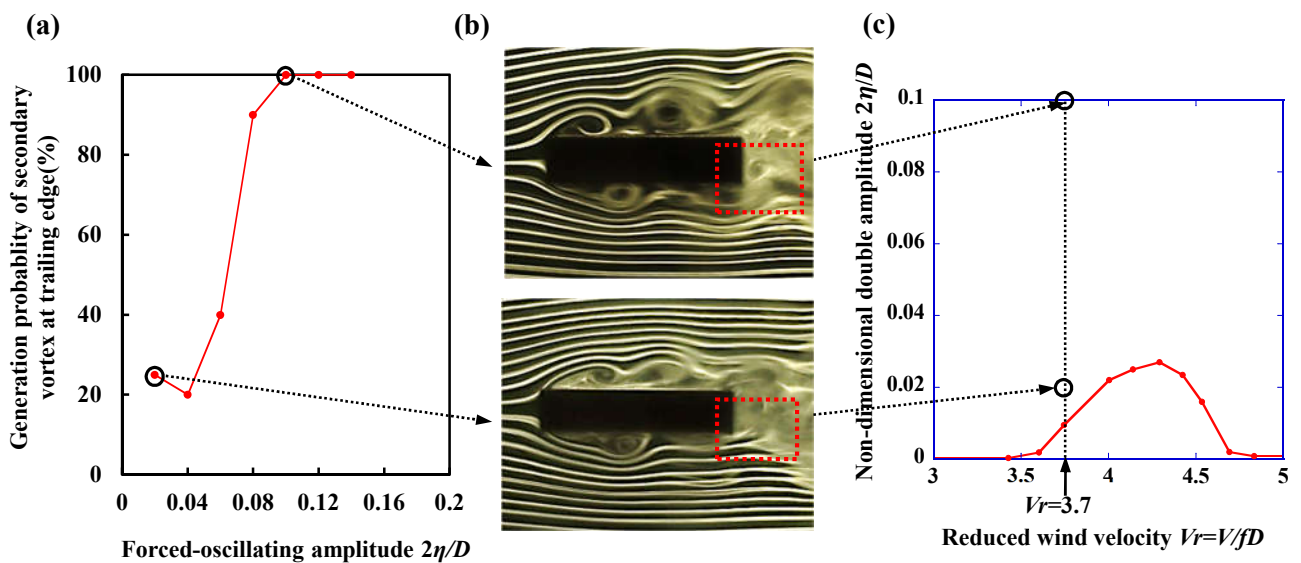 (a)
Generation probablity of secondary
vortex at trailing edge(%)
100
80
60
40
20
0
0 0.04 0.08 0.12 0.16 0.2
Forced-oscillating amplitude 2η/D
(b)
(c)
Non-dimensional double amplitude 2η/D
0.1
0.08
0.06
0.04
0.02
0
3 3.5 4 4.5 5
Vr=3.7
Reduced wind velocity Vr=V/fD